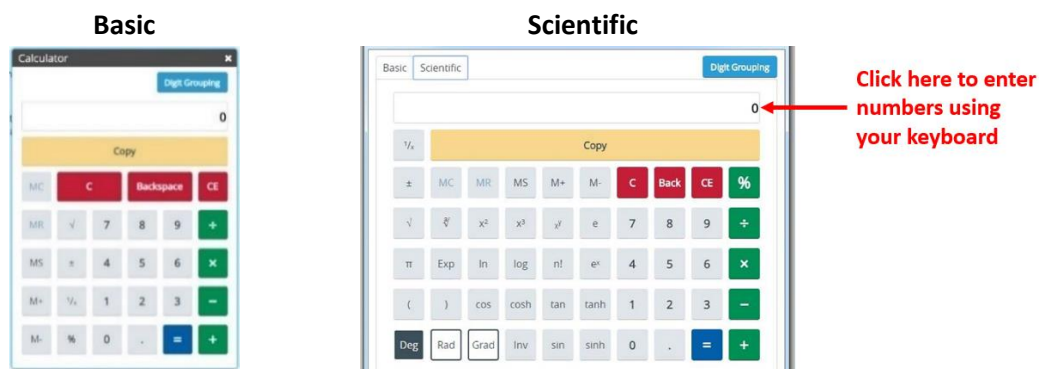 Basic
Calculator ×
Digit Grouping
0
Copy
MC C Backspace CE
MR √ 7 8 9 ÷
MS ± 4 5 6 ×
M+ ¹/ₓ 1 2 3 −
M- % 0 . = +
Scientific
Basic Scientific Digit Grouping
0
¹/ₓ Copy
± MC MR MS M+ M- C Back CE %
√ x² x³ xʸ e 7 8 9 ÷
π Exp ln log n! eˣ 4 5 6 ×
( ) cos cosh tan tanh 1 2 3 −
Deg Rad Grad Inv sin sinh 0 . = +
Click here to enter
numbers using
your keyboard